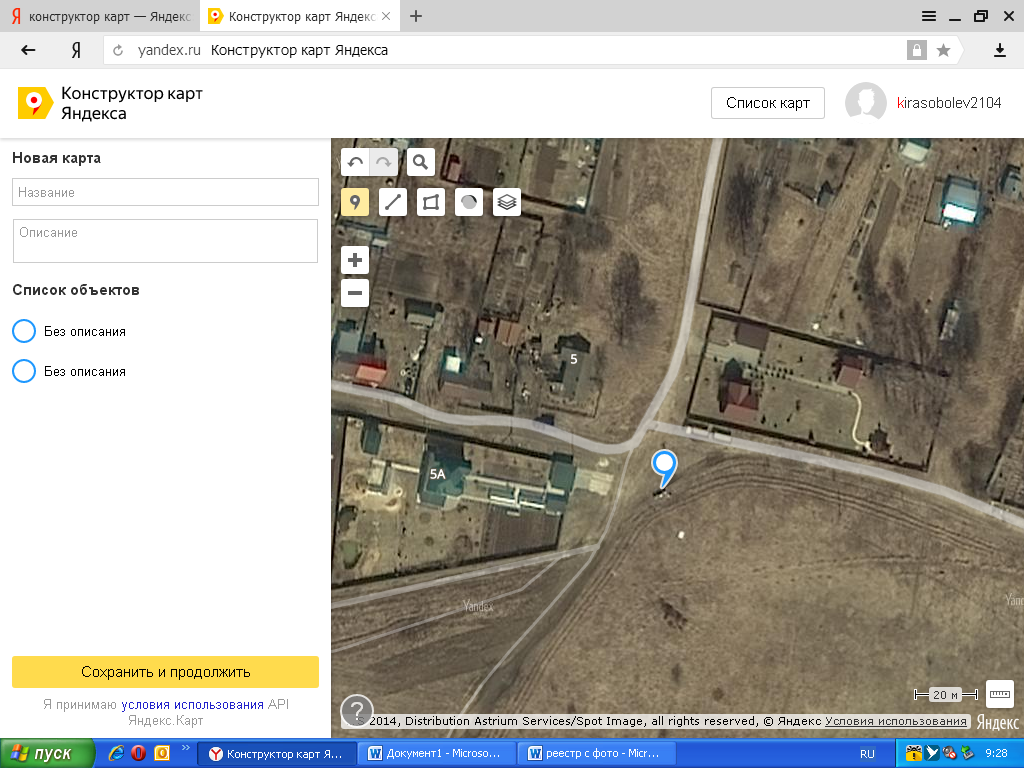 конструктор карт — Яндекс
Конструктор карт Яндекс
yandex.ru Конструктор карт Яндекса
Конструктор карт
Яндекса
Список карт
kirasobolev2104
Новая карта
Название
Описание
Список объектов
Без описания
Без описания
Сохранить и продолжить
Я принимаю условия использования API
Яндекс.Карт
5
5А
Yandex
20 м
?
2014, Distribution Astrium Services/Spot Image, all rights reserved, © Яндекс Условия использования
Яндекс
пуск
Конструктор карт Я...
Документ1 - Microso...
реестр с фото - Micr...
RU
9:28